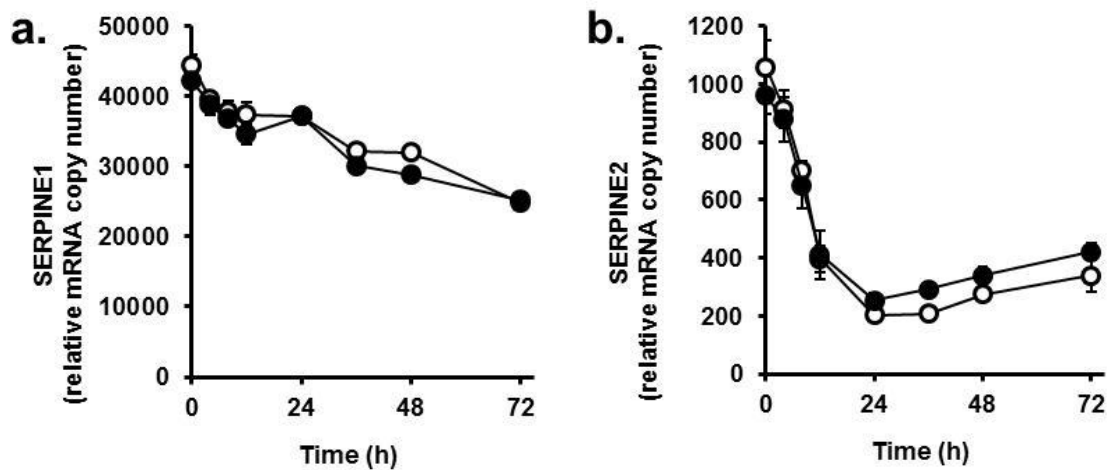 a.
SERPINE1
(relative mRNA copy number)
50000
40000
30000
20000
10000
0
0 24 48 72
Time (h)
b.
SERPINE2
(relative mRNA copy number)
1200
1000
800
600
400
200
0
0 24 48 72
Time (h)